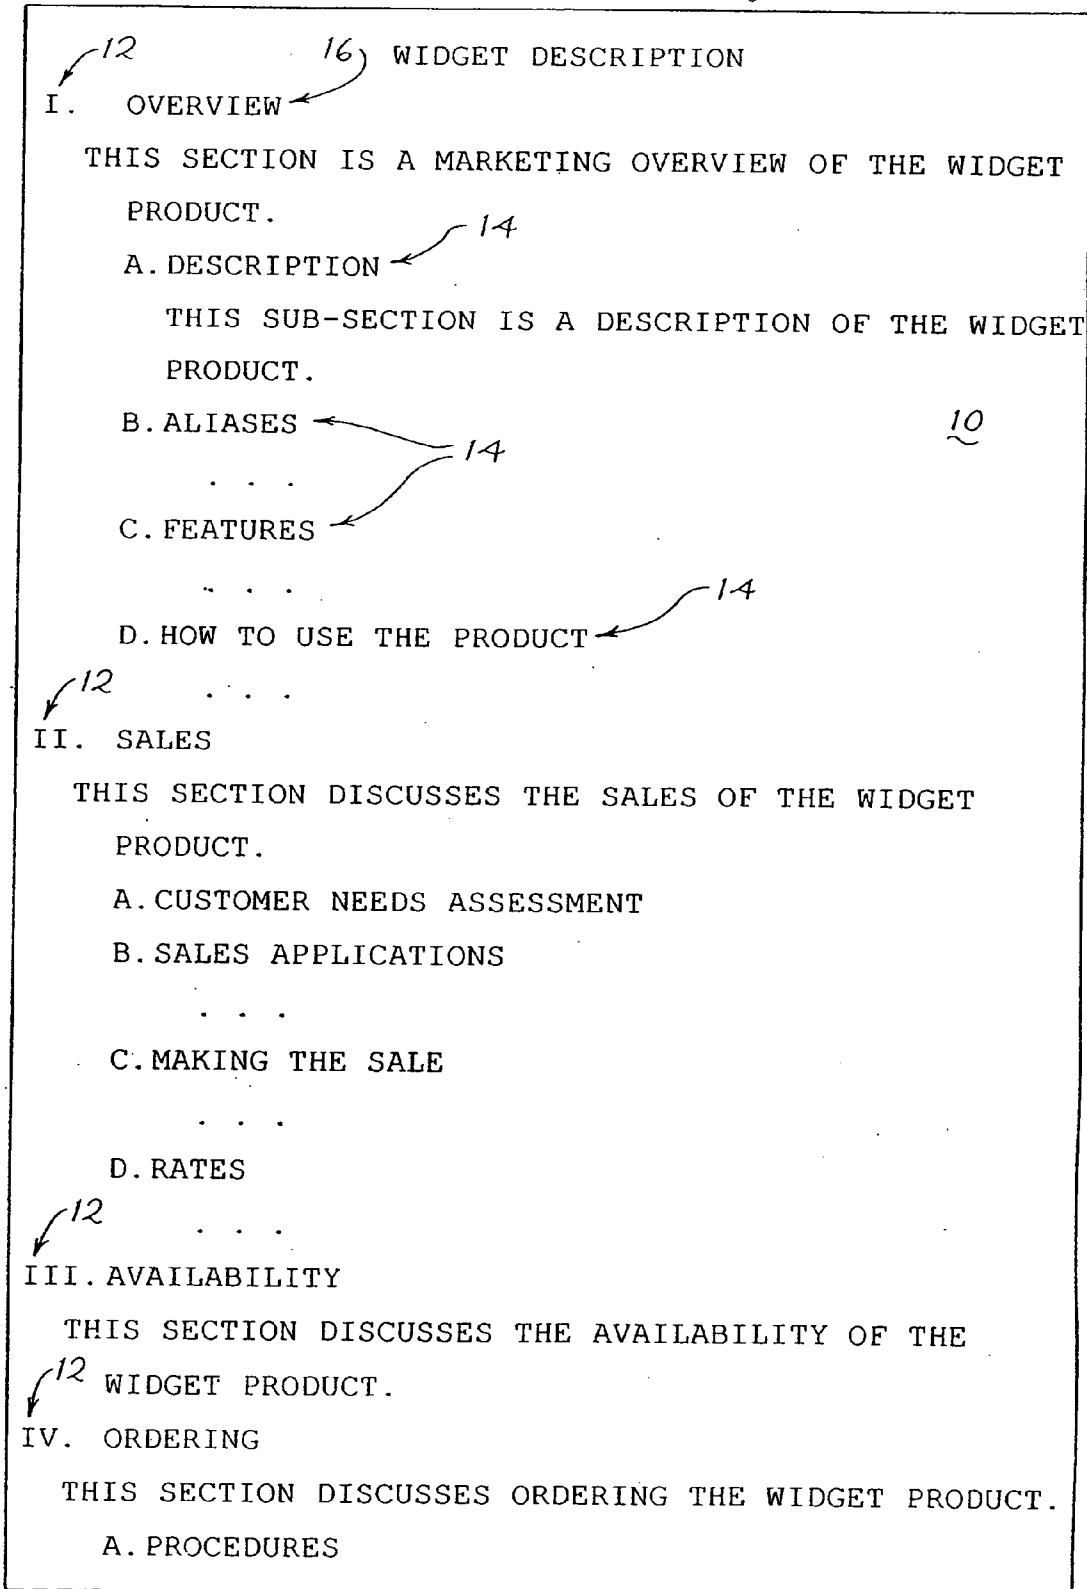 12 16 WIDGET DESCRIPTION
I. OVERVIEW
THIS SECTION IS A MARKETING OVERVIEW OF THE WIDGET
PRODUCT.
14
A. DESCRIPTION
THIS SUB-SECTION IS A DESCRIPTION OF THE WIDGET
PRODUCT.
B. ALIASES 10
14
. . .
C. FEATURES
. . .
14
D. HOW TO USE THE PRODUCT
12 . . .
II. SALES
THIS SECTION DISCUSSES THE SALES OF THE WIDGET
PRODUCT.
A. CUSTOMER NEEDS ASSESSMENT
B. SALES APPLICATIONS
. . .
C. MAKING THE SALE
. . .
D. RATES
12 . . .
III. AVAILABILITY
THIS SECTION DISCUSSES THE AVAILABILITY OF THE
12 WIDGET PRODUCT.
IV. ORDERING
THIS SECTION DISCUSSES ORDERING THE WIDGET PRODUCT.
A. PROCEDURES